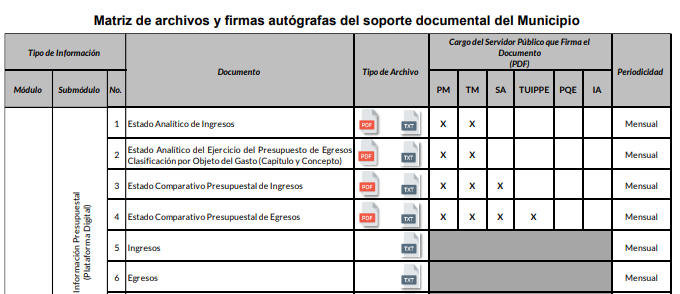 Matriz de archivos y firmas autógrafas del soporte documental del Municipio
Tipo de Información
Documento
Tipo de Archivo
Cargo del Servidor Público que Firma el
Documento
(PDF)
Periodicidad
Módulo
Submódulo
No.
PM
TM
SA
TUIPPE
PQE
IA
Información Presupuestal
(Plataforma Digital)
1 Estado Analítico de Ingresos PDF TXT X X Mensual
2 Estado Analítico del Ejercicio del Presupuesto de Egresos
Clasificación por Objeto del Gasto (Capítulo y Concepto) PDF TXT X X Mensual
3 Estado Comparativo Presupuestal de Ingresos PDF TXT X X X Mensual
4 Estado Comparativo Presupuestal de Egresos PDF TXT X X X X Mensual
5 Ingresos TXT Mensual
6 Egresos TXT Mensual